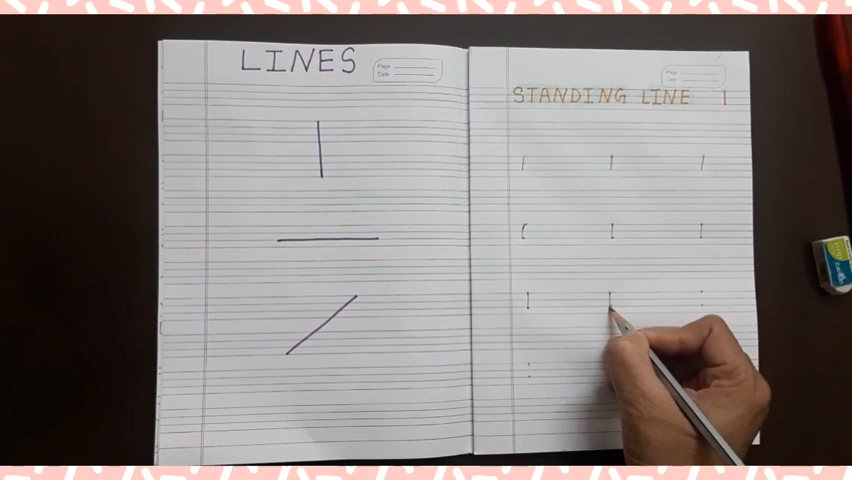 LINES
Page
Date
Page
Date
STANDING LINE 1